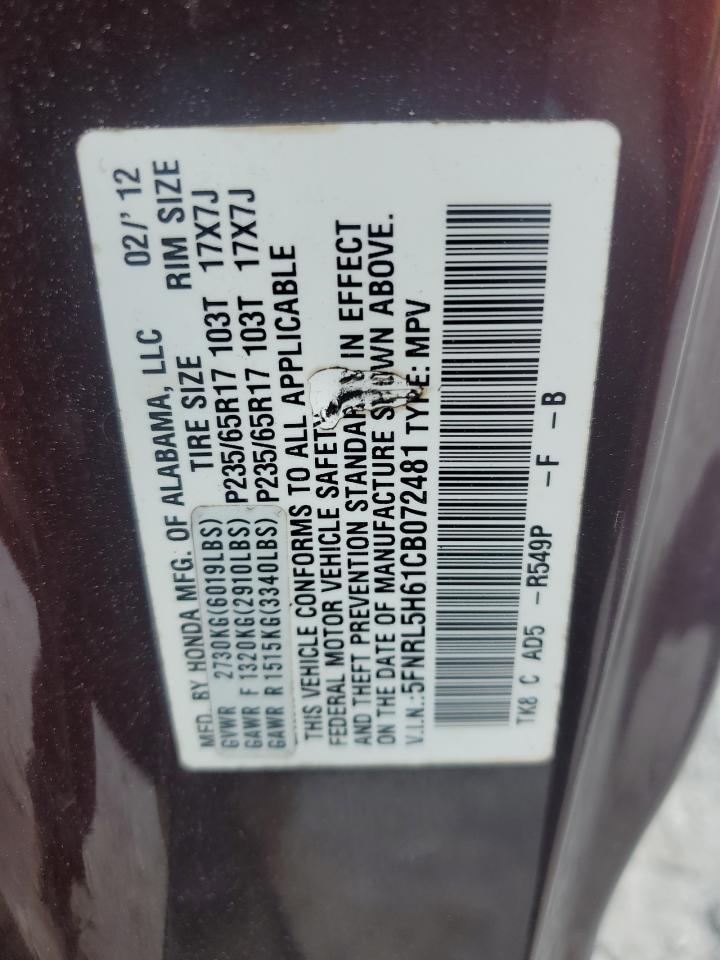 MFD. BY HONDA MFG. OF ALABAMA, LLC 02/'12
GVWR 2730KG(6019LBS) TIRE SIZE RIM SIZE
GAWR F 1320KG(2910LBS) P235/65R17 103T 17X7J
GAWR R 1515KG(3340LBS) P235/65R17 103T 17X7J
THIS VEHICLE CONFORMS TO ALL APPLICABLE
FEDERAL MOTOR VEHICLE SAFET
AND THEFT PREVENTION STANDAR IN EFFECT
ON THE DATE OF MANUFACTURE SHOWN ABOVE.
V.I.N.:5FNRL5H61CB072481 TYPE: MPV
TK8 C AD5 -R549P -F -B